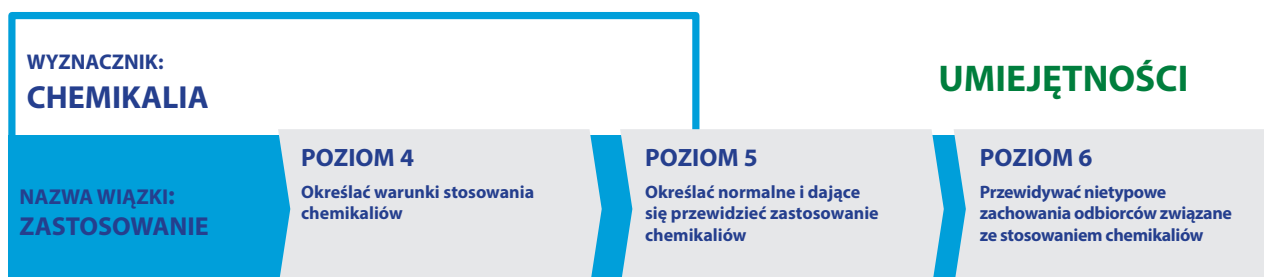 WYZNACZNIK:
CHEMIKALIA
UMIEJĘTNOŚCI
NAZWA WIĄZKI:
ZASTOSOWANIE
POZIOM 4
Określać warunki stosowania
chemikaliów
POZIOM 5
Określać normalne i dające
się przewidzieć zastosowanie
chemikaliów
POZIOM 6
Przewidywać nietypowe
zachowania odbiorców związane
ze stosowaniem chemikaliów